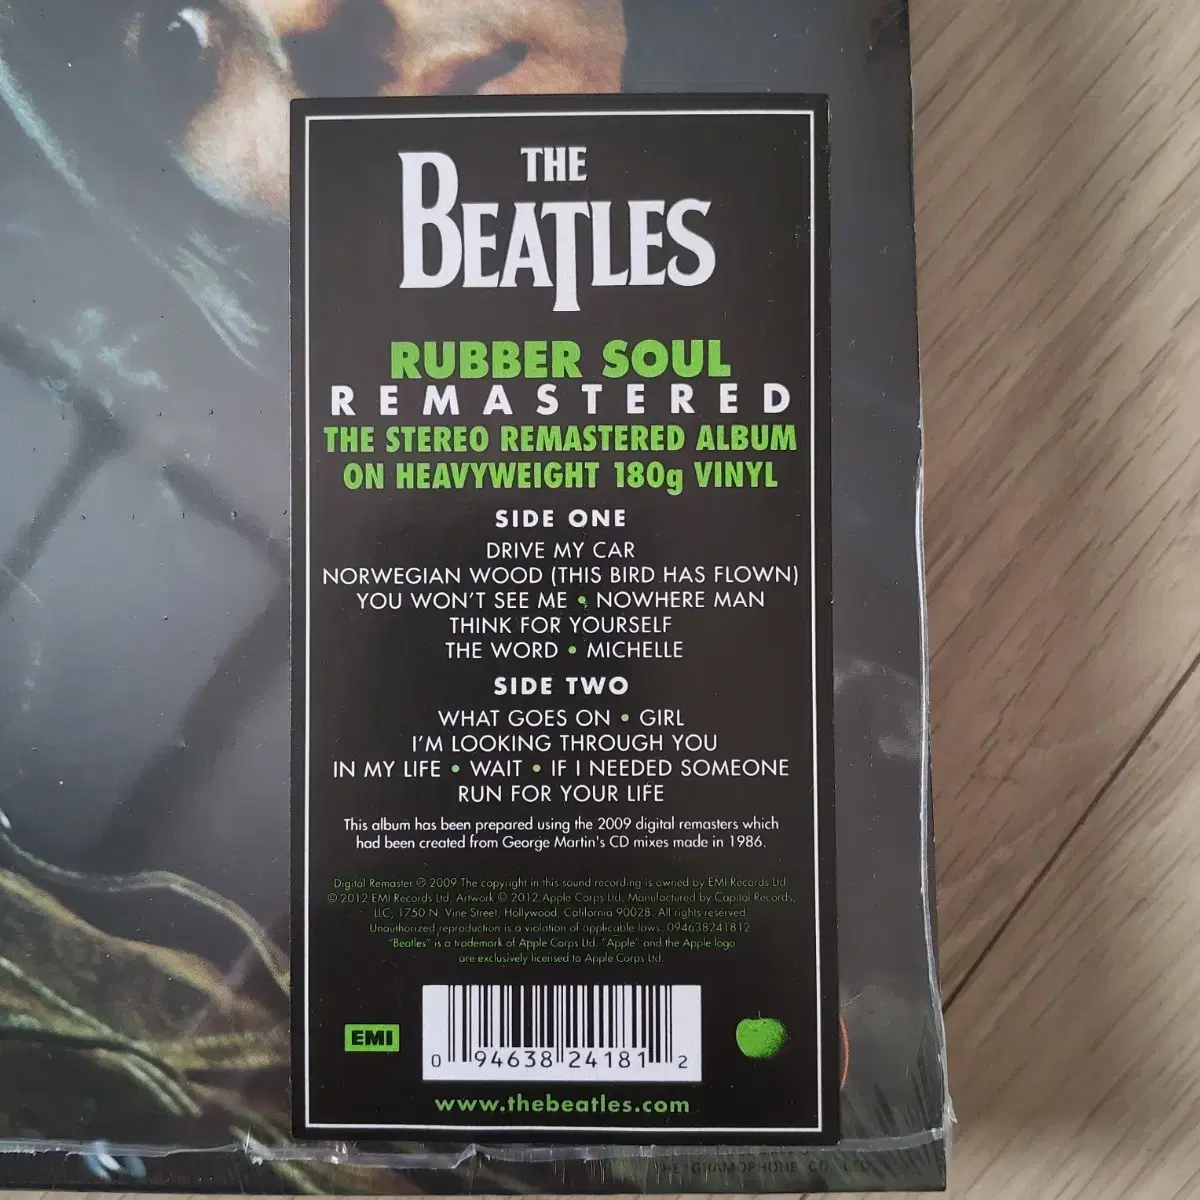 THE
BEATLES
RUBBER SOUL
REMASTERED
THE STEREO REMASTERED ALBUM
ON HEAVYWEIGHT 180g VINYL
SIDE ONE
DRIVE MY CAR
NORWEGIAN WOOD (THIS BIRD HAS FLOWN)
YOU WON'T SEE ME • NOWHERE MAN
THINK FOR YOURSELF
THE WORD • MICHELLE
SIDE TWO
WHAT GOES ON • GIRL
I'M LOOKING THROUGH YOU
IN MY LIFE • WAIT • IF I NEEDED SOMEONE
RUN FOR YOUR LIFE
This album has been prepared using the 2009 digital remasters which
had been created from George Martin's CD mixes made in 1986.
Digital Remaster ℗ 2009 The copyright in this sound recording is owned by EMI Records Ltd
© 2012 EMI Records Ltd. Artwork © 2012 Apple Corps Ltd. Manufactured by Capitol Records,
LLC, 1750 N. Vine Street, Hollywood, California 90028. All rights reserved.
Unauthorized reproduction is a violation of applicable laws. 094638241812
"Beatles" is a trademark of Apple Corps Ltd. "Apple" and the Apple logo
are exclusively licensed to Apple Corps Ltd.
EMI
0 94638 24181 2
www.thebeatles.com
THE GRAMOPHONE CO. LTD.